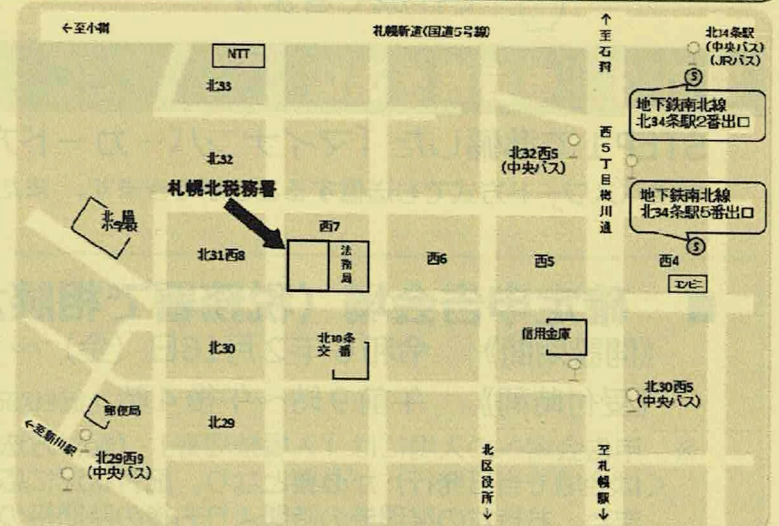 ←至小樽
札幌新道(国道5号線)
↑至石狩
北34条駅
(中央バス)
(JRバス)
NTT
北33
S
地下鉄南北線
北34条駅2番出口
西5丁目樽川通
北32
北32西5
(中央バス)
札幌北税務署
地下鉄南北線
北34条駅5番出口
S
北陽
小学校
西7
北31西8
法務局
西6
西5
西4
コンビニ
北30
北30条
交番
信用金庫
北30西5
(中央バス)
郵便局
北29
←至新川駅
北29西9
(中央バス)
北区役所↓
至札幌駅↓